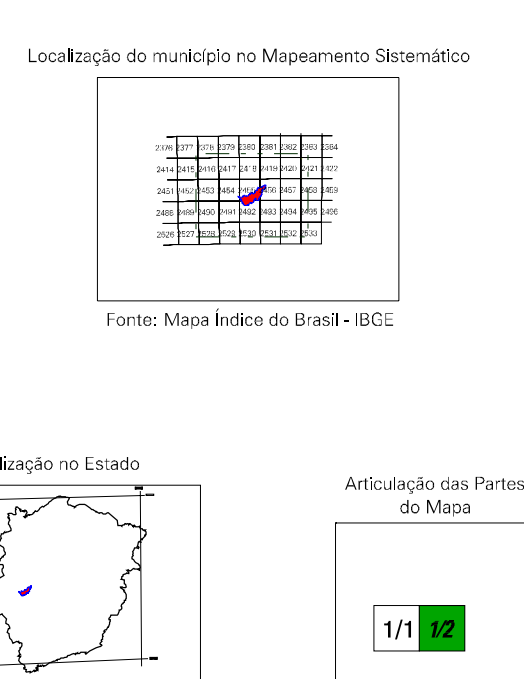 Localização do município no Mapeamento Sistemático
2376 2377 2378 2379 2380 2381 2382 2383 2384
2414 2415 2416 2417 2418 2419 2420 2421 2422
2451 2452 2453 2454 2455 2456 2457 2458 2459
2488 2489 2490 2491 2492 2493 2494 2495 2496
2526 2527 2528 2529 2530 2531 2532 2533
Fonte: Mapa Índice do Brasil - IBGE
lização no Estado
Articulação das Partes
do Mapa
1/1 1/2